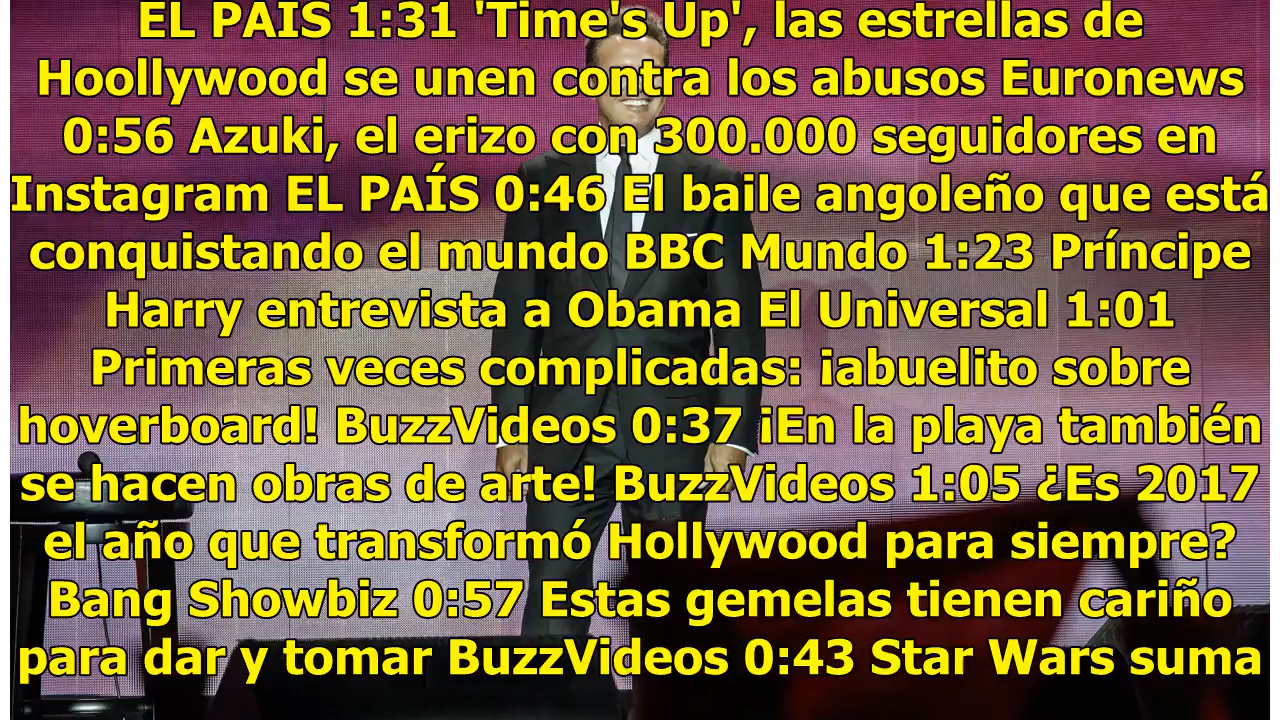 EL PAÍS 1:31 'Time's Up', las estrellas de
Hoollywood se unen contra los abusos Euronews
0:56 Azuki, el erizo con 300.000 seguidores en
Instagram EL PAÍS 0:46 El baile angoleño que está
conquistando el mundo BBC Mundo 1:23 Príncipe
Harry entrevista a Obama El Universal 1:01
Primeras veces complicadas: ¡abuelito sobre
hoverboard! BuzzVideos 0:37 ¡En la playa también
se hacen obras de arte! BuzzVideos 1:05 ¿Es 2017
el año que transformó Hollywood para siempre?
Bang Showbiz 0:57 Estas gemelas tienen cariño
para dar y tomar BuzzVideos 0:43 Star Wars suma